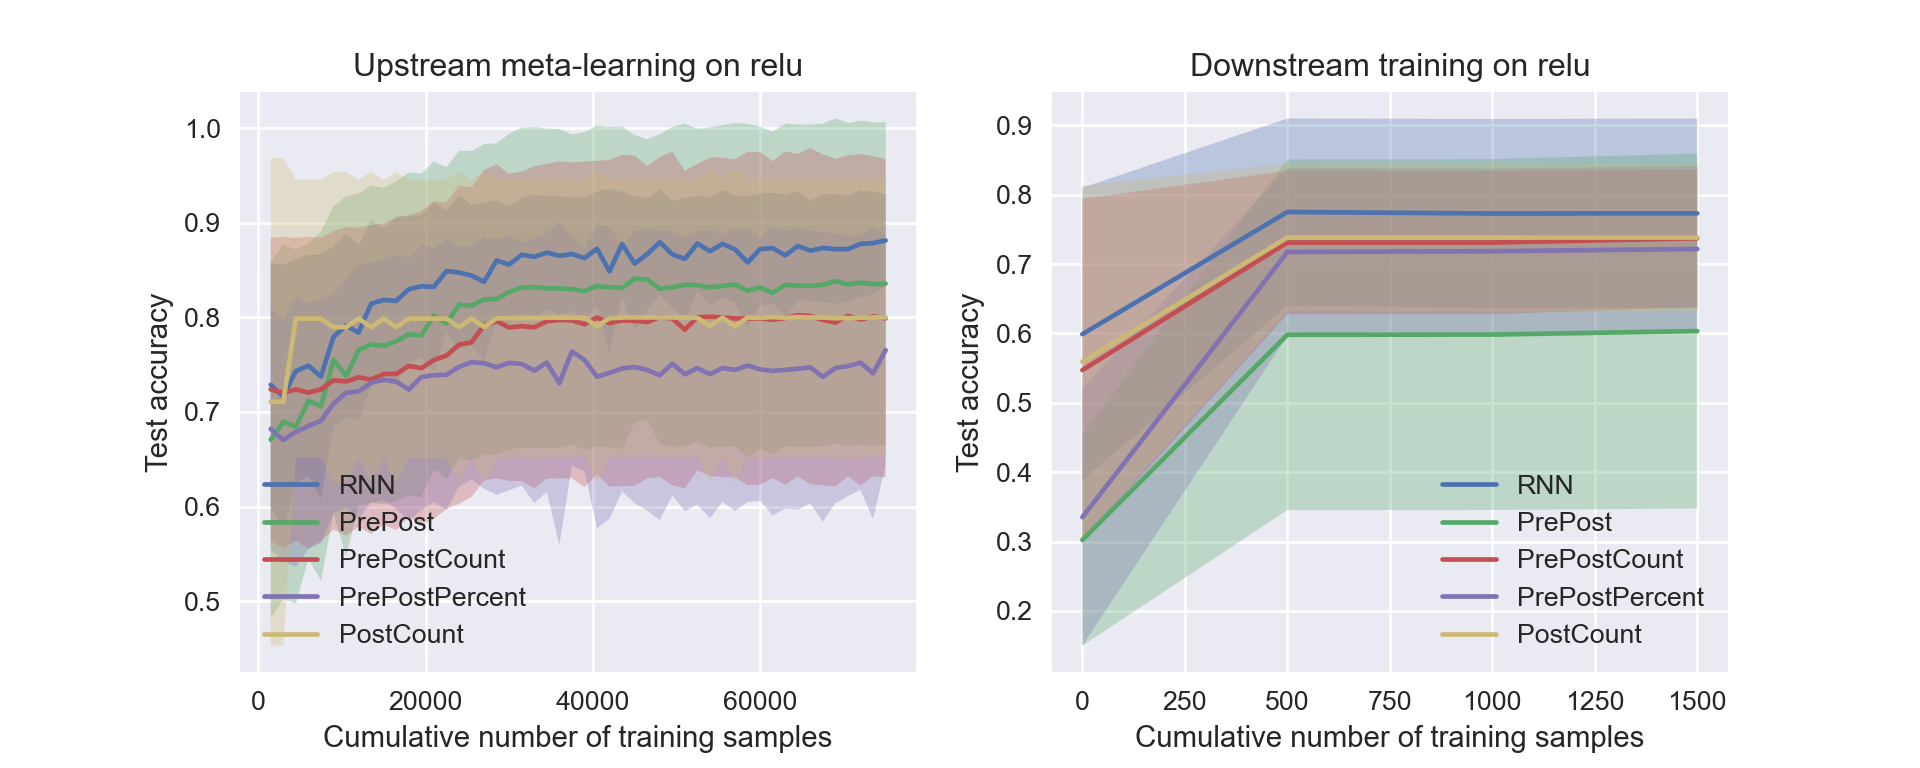 Upstream meta-learning on relu
Test accuracy
1.0
0.9
0.8
0.7
0.6
0.5
RNN
PrePost
PrePostCount
PrePostPercent
PostCount
0 20000 40000 60000
Cumulative number of training samples
Downstream training on relu
Test accuracy
0.9
0.8
0.7
0.6
0.5
0.4
0.3
0.2
RNN
PrePost
PrePostCount
PrePostPercent
PostCount
0 250 500 750 1000 1250 1500
Cumulative number of training samples